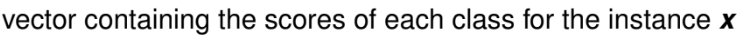 vector containing the scores of each class for the instance x